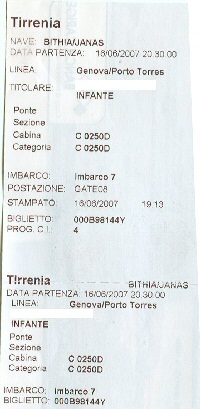 Tirrenia
NAVE: BITHIA/JANAS
DATA PARTENZA: 16/06/2007 20.30.00
LINEA: Genova/Porto Torres
TITOLARE:
INFANTE
Ponte
Sezione
Cabina C 0250D
Categoria C 0250D
IMBARCO: Imbarco 7
POSTAZIONE: GATE08
STAMPATO: 16/06/2007 19.13
BIGLIETTO: 000B98144Y
PROG. C.I.: 4
T!rrenia BITHIA/JANAS
DATA PARTENZA: 16/06/2007 20.30.00
LINEA: Genova/Porto Torres
INFANTE
Ponte
Sezione
Cabina C 0250D
Categoria C 0250D
IMBARCO: Imbarco 7
BIGLIETTO: 000B98144Y